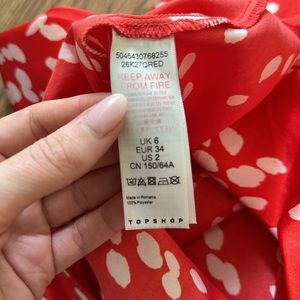 5045430768255
26K27QRED
KEEP AWAY
FROM FIRE
UK 6
EUR 34
US 2
CN 150/64A
Made in Romania
100% Polyester
TOPSHOP